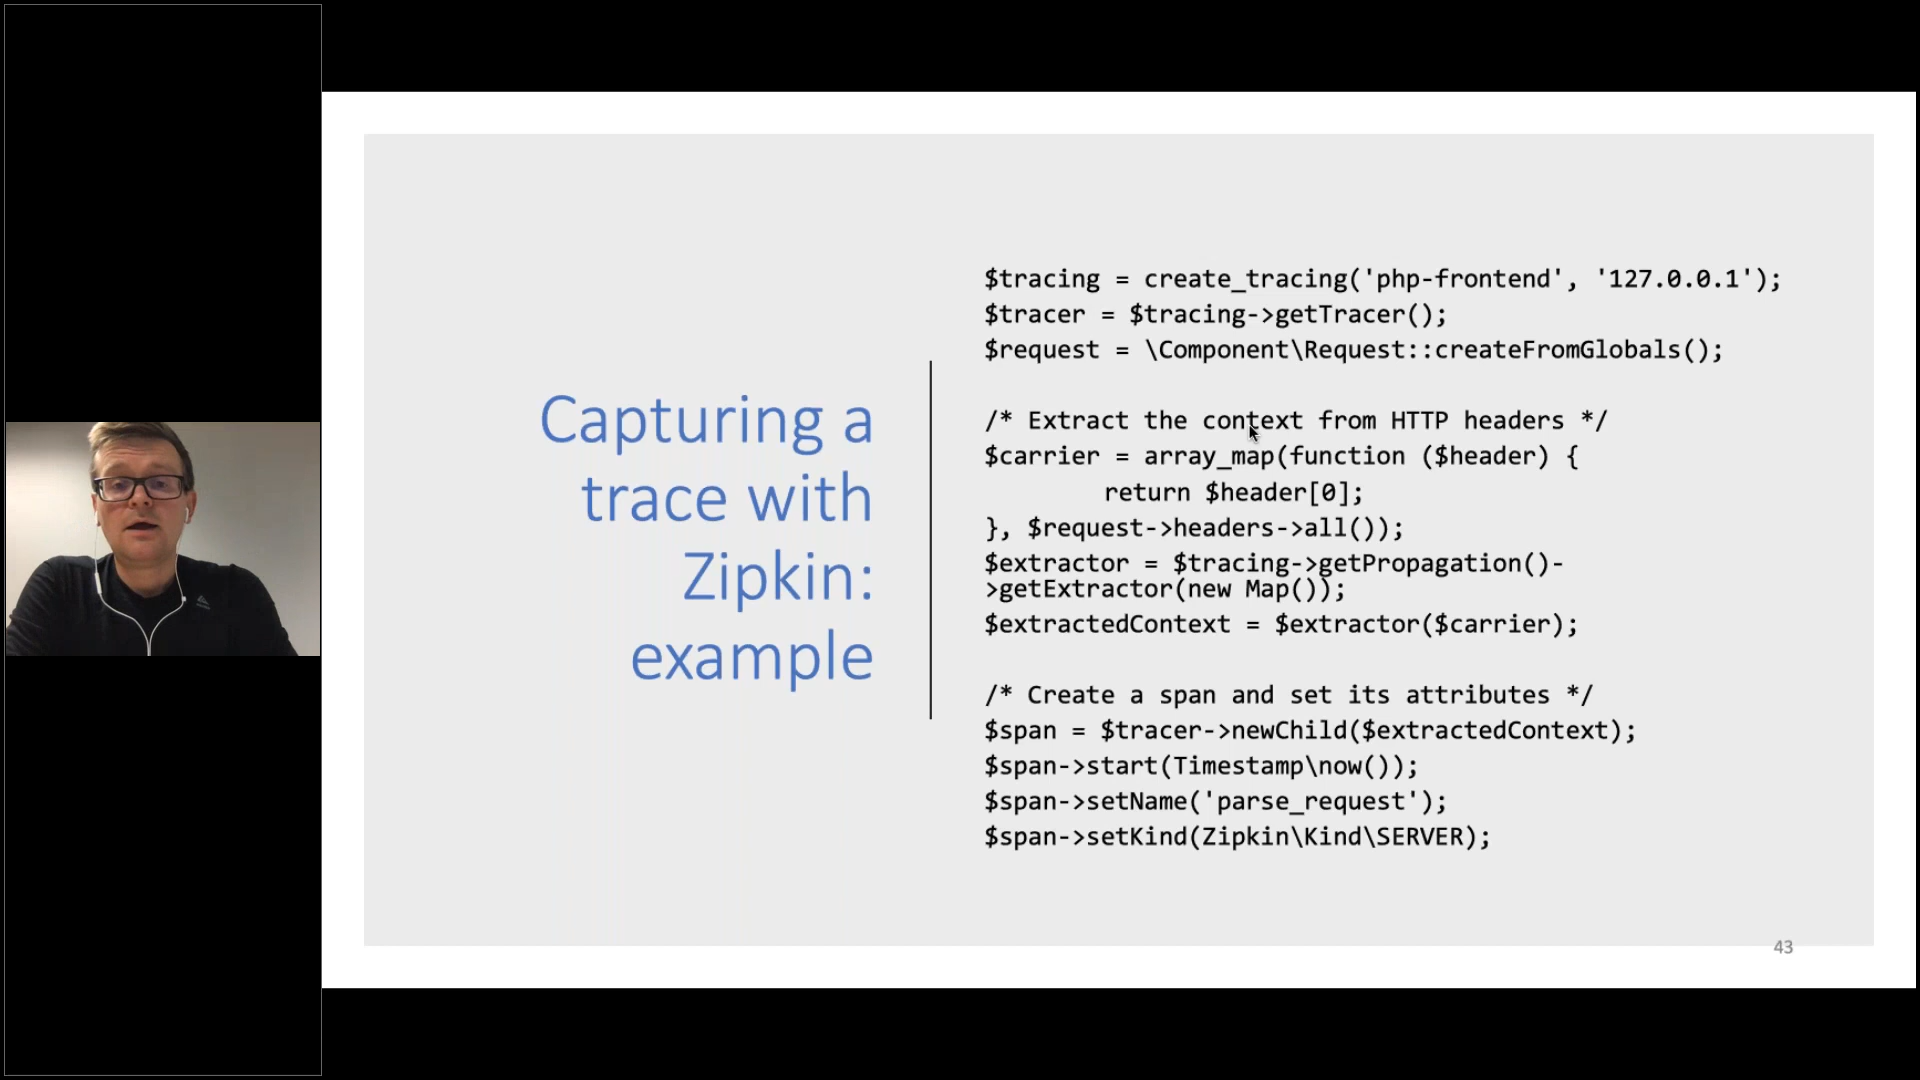 Capturing a
trace with
Zipkin:
example
$tracing = create_tracing('php-frontend', '127.0.0.1');
$tracer = $tracing->getTracer();
$request = \Component\Request::createFromGlobals();
/* Extract the context from HTTP headers */
$carrier = array_map(function ($header) {
return $header[0];
}, $request->headers->all());
$extractor = $tracing->getPropagation()-
>getExtractor(new Map());
$extractedContext = $extractor($carrier);
/* Create a span and set its attributes */
$span = $tracer->newChild($extractedContext);
$span->start(Timestamp\now());
$span->setName('parse_request');
$span->setKind(Zipkin\Kind\SERVER);
43